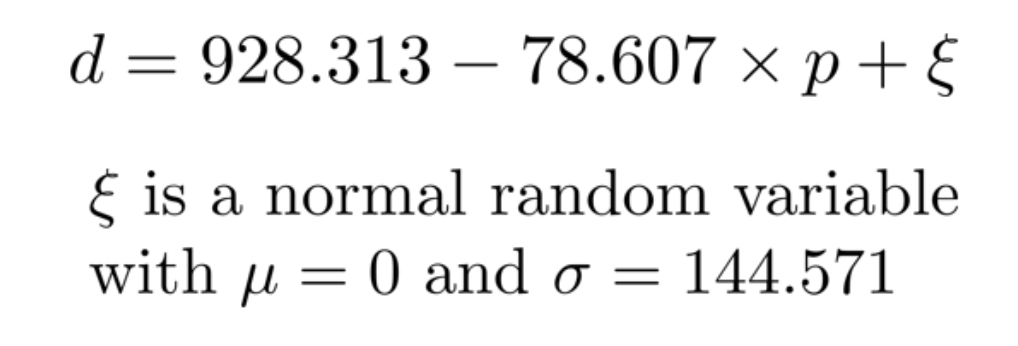 d = 928.313 − 78.607 × p + ξ
ξ is a normal random variable
with μ = 0 and σ = 144.571